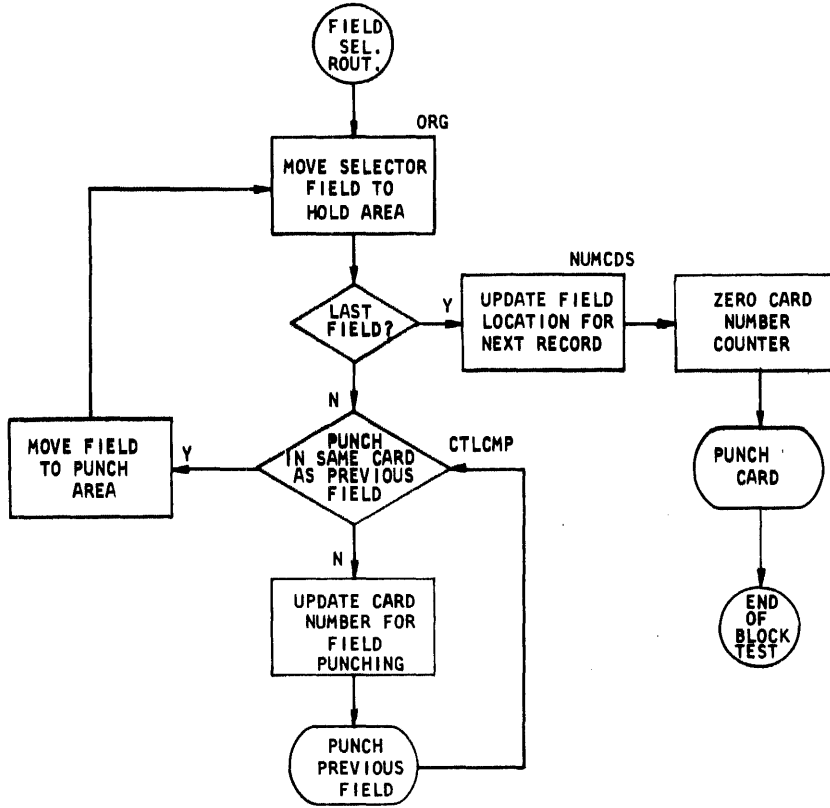 FIELD
SEL.
ROUT.
ORG
MOVE SELECTOR
FIELD TO
HOLD AREA
NUMCDS
LAST
FIELD?
Y
UPDATE FIELD
LOCATION FOR
NEXT RECORD
ZERO CARD
NUMBER
COUNTER
N
MOVE FIELD
TO PUNCH
AREA
Y
PUNCH
IN SAME CARD
AS PREVIOUS
FIELD
CTLCMP
PUNCH
CARD
N
UPDATE CARD
NUMBER FOR
FIELD
PUNCHING
END
OF
BLOCK
TEST
PUNCH
PREVIOUS
FIELD